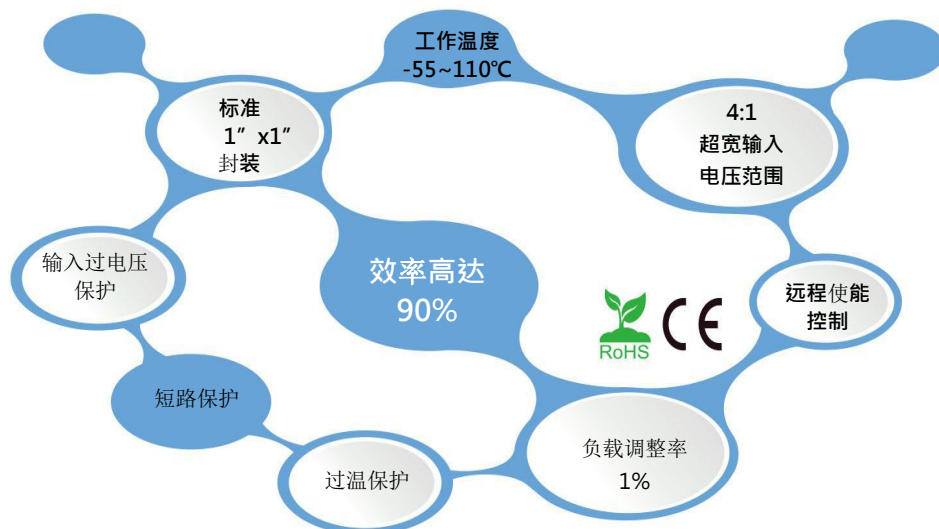 工作温度
-55~110℃
标准
1”x1”
封装
4:1
超宽输入
电压范围
输入过电压
保护
效率高达
90%
RoHS
CE
远程使能
控制
短路保护
过温保护
负载调整率
1%